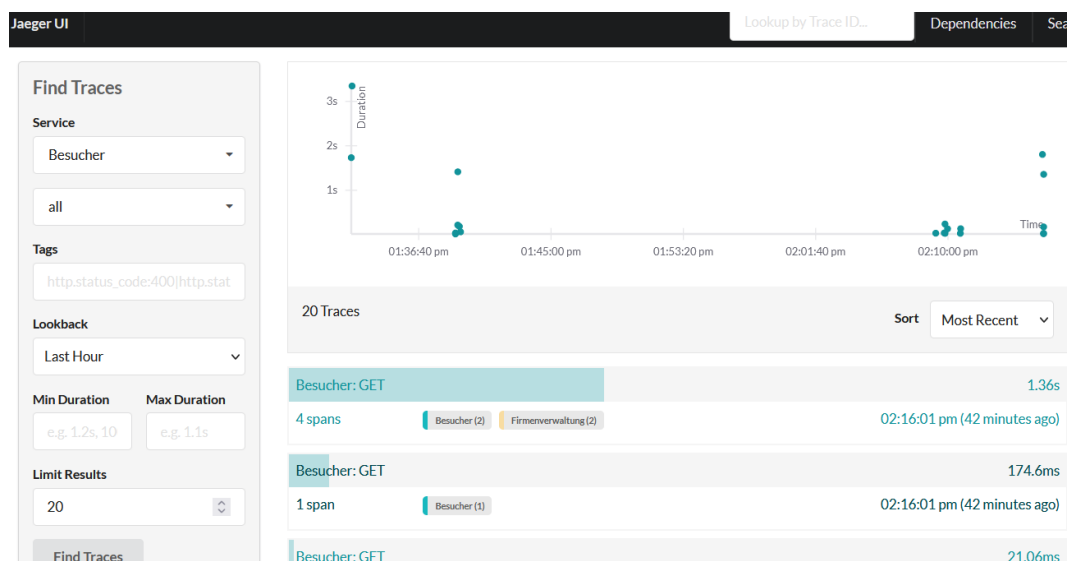 Jaeger UI
Lookup by Trace ID...
Dependencies
Find Traces
Service
Besucher
all
Tags
http.status_code:400|http.stat
Lookback
Last Hour
Min Duration Max Duration
e.g. 1.2s, 10 e.g. 1.1s
Limit Results
20
Find Traces
Duration
3s
2s
1s
Time
01:36:40 pm 01:45:00 pm 01:53:20 pm 02:01:40 pm 02:10:00 pm
20 Traces
Sort Most Recent
Besucher: GET 1.36s
4 spans Besucher (2) Firmenverwaltung (2) 02:16:01 pm (42 minutes ago)
Besucher: GET 174.6ms
1 span Besucher (1) 02:16:01 pm (42 minutes ago)
Besucher: GET 21.06ms